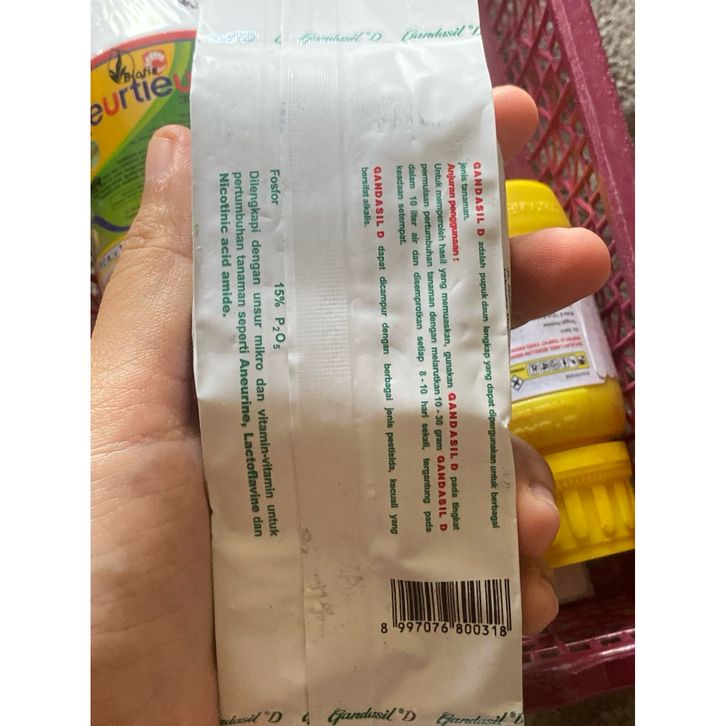 Gandasil ® D
Gandasil ® D
GANDASIL D adalah pupuk daun lengkap yang dapat dipergunakan untuk berbagai
jenis tanaman.
Anjuran penggunaan :
Untuk memperoleh hasil yang memuaskan, gunakan GANDASIL D pada tingkat
permulaan pertumbuhan tanaman dengan melarutkan 10 - 30 gram GANDASIL D
dalam 10 liter air dan disemprotkan setiap 8 - 10 hari sekali, tergantung pada
keadaan setempat.
GANDASIL D dapat dicampur dengan berbagai jenis pestisida, kecuali yang
bersifat alkalis.
Fosfor 15% P2O5
Dilengkapi dengan unsur mikro dan vitamin-vitamin untuk
pertumbuhan tanaman seperti Aneurine, Lactoflavine dan
Nicotinic acid amide.
8 997076 800318
Gandasil ® D
Gandasil ® D
eurtieu